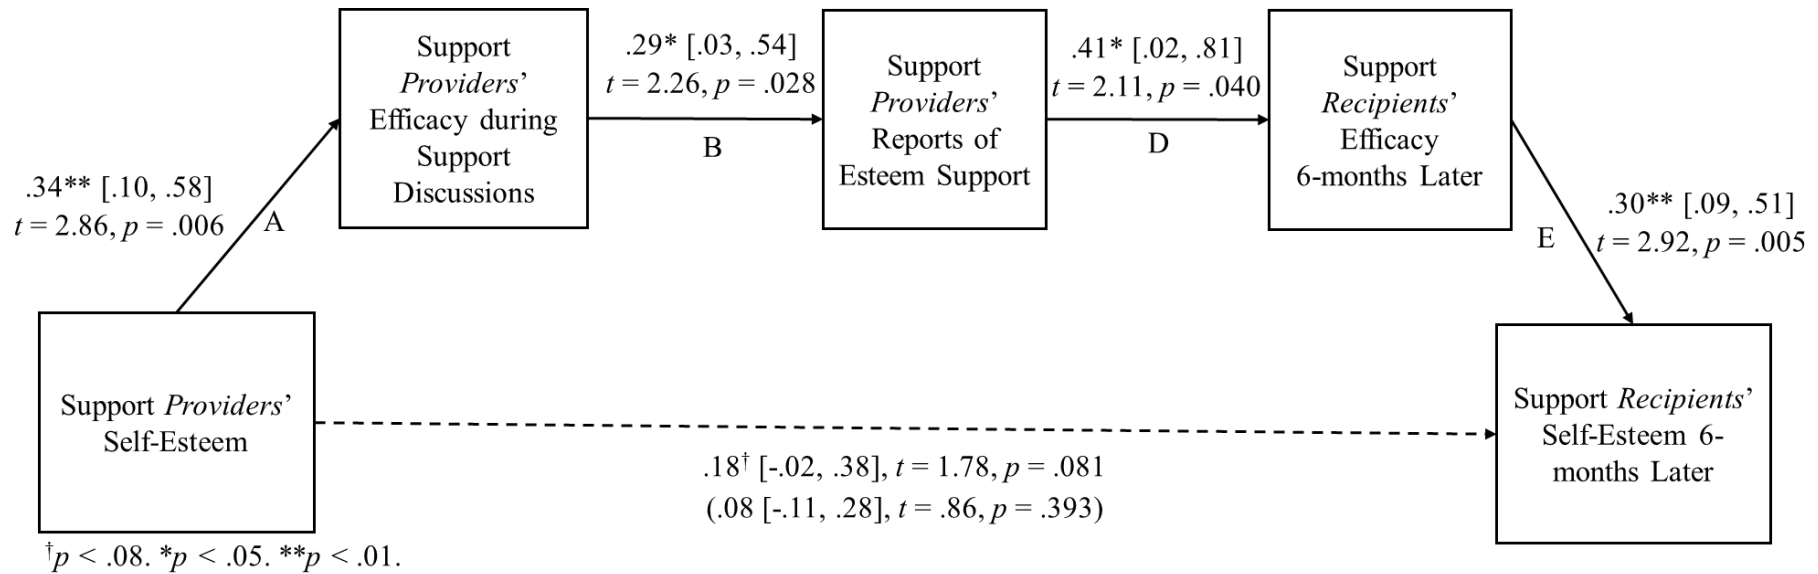 Support
Providers’
Efficacy during
Support
Discussions
.29* [.03, .54]
t = 2.26, p = .028
B
Support
Providers’
Reports of
Esteem Support
.41* [.02, .81]
t = 2.11, p = .040
D
Support
Recipients’
Efficacy
6-months Later
.34** [.10, .58]
t = 2.86, p = .006
A
.30** [.09, .51]
t = 2.92, p = .005
E
Support Providers’
Self-Esteem
Support Recipients’
Self-Esteem 6-
months Later
.18† [-.02, .38], t = 1.78, p = .081
(.08 [-.11, .28], t = .86, p = .393)
†p < .08. *p < .05. **p < .01.